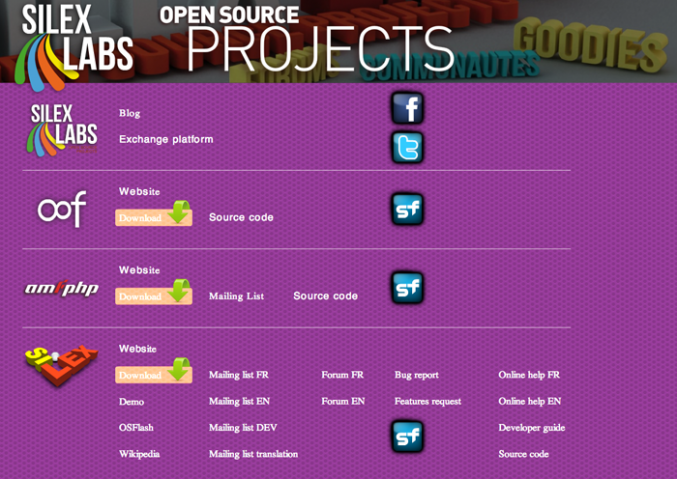 SILEX
LABS
OPEN SOURCE
PROJECTS
FORUM
COMMUNAUTES
GOODIES
SILEX
LABS
Blog
Exchange platform
f
t
oof
Website
Download
Source code
sf
amfphp
Website
Download
Mailing List
Source code
sf
SILEX
Website
Download
Mailing list FR
Forum FR
Bug report
Online help FR
Demo
Mailing list EN
Forum EN
Features request
Online help EN
OSFlash
Mailing list DEV
sf
Developer guide
Wikipedia
Mailing list translation
Source code